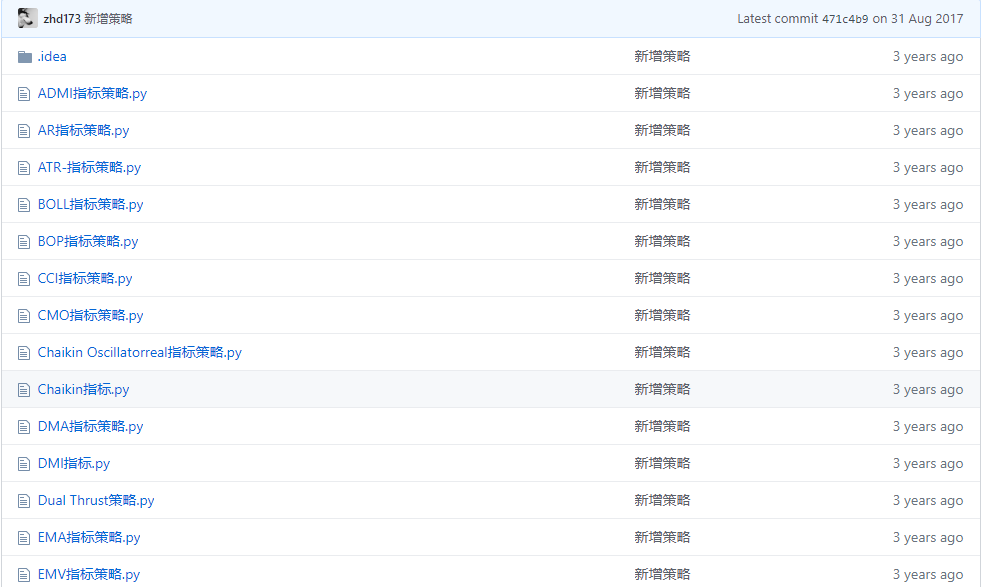 zhd173 新增策略 Latest commit 471c4b9 on 31 Aug 2017
.idea 新增策略 3 years ago
ADMI指标策略.py 新增策略 3 years ago
AR指标策略.py 新增策略 3 years ago
ATR-指标策略.py 新增策略 3 years ago
BOLL指标策略.py 新增策略 3 years ago
BOP指标策略.py 新增策略 3 years ago
CCI指标策略.py 新增策略 3 years ago
CMO指标策略.py 新增策略 3 years ago
Chaikin Oscillatorreal指标策略.py 新增策略 3 years ago
Chaikin指标.py 新增策略 3 years ago
DMA指标策略.py 新增策略 3 years ago
DMI指标.py 新增策略 3 years ago
Dual Thrust策略.py 新增策略 3 years ago
EMA指标策略.py 新增策略 3 years ago
EMV指标策略.py 新增策略 3 years ago